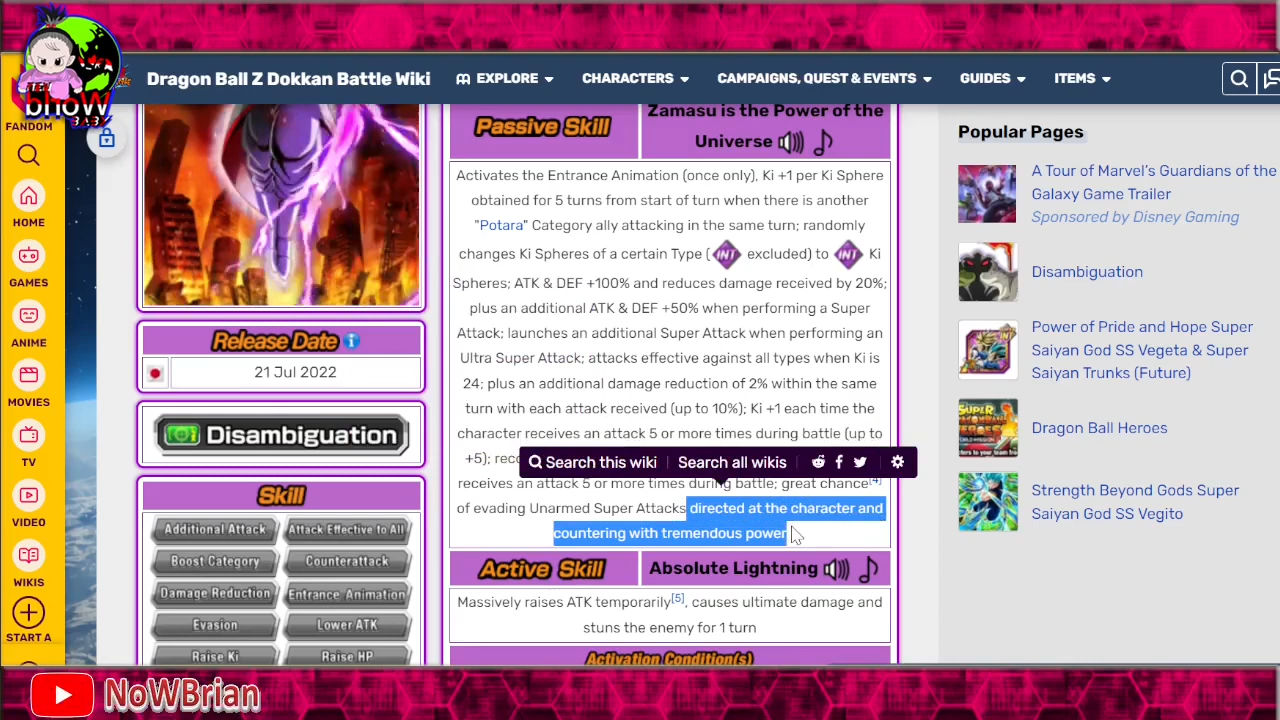 bhoW
BABY
FANDOM
HOME
GAMES
ANIME
MOVIES
TV
VIDEO
WIKIS
START A
Dragon Ball Z Dokkan Battle Wiki
EXPLORE
CHARACTERS
CAMPAIGNS, QUEST & EVENTS
GUIDES
ITEMS
Release Date
21 Jul 2022
Disambiguation
Skill
Additional Attack
Attack Effective to All
Boost Category
Counterattack
Damage Reduction
Entrance Animation
Evasion
Lower ATK
Raise Ki
Raise HP
Passive Skill
Zamasu is the Power of the
Universe
Activates the Entrance Animation (once only), Ki +1 per Ki Sphere
obtained for 5 turns from start of turn when there is another
"Potara" Category ally attacking in the same turn; randomly
changes Ki Spheres of a certain Type (INT excluded) to INT Ki
Spheres; ATK & DEF +100% and reduces damage received by 20%;
plus an additional ATK & DEF +50% when performing a Super
Attack; launches an additional Super Attack when performing an
Ultra Super Attack; attacks effective against all types when Ki is
24; plus an additional damage reduction of 2% within the same
turn with each attack received (up to 10%); Ki +1 each time the
character receives an attack 5 or more times during battle (up to
+5);
Search this wiki
Search all wikis
receives an attack 5 or more times during battle; great chance[4]
of evading Unarmed Super Attacks directed at the character and
countering with tremendous power
Active Skill
Absolute Lightning
Massively raises ATK temporarily[5], causes ultimate damage and
stuns the enemy for 1 turn
Activation Condition(s)
Popular Pages
A Tour of Marvel's Guardians of the
Galaxy Game Trailer
Sponsored by Disney Gaming
Disambiguation
Power of Pride and Hope Super
Saiyan God SS Vegeta & Super
Saiyan Trunks (Future)
Dragon Ball Heroes
Strength Beyond Gods Super
Saiyan God SS Vegito
NoWBrian